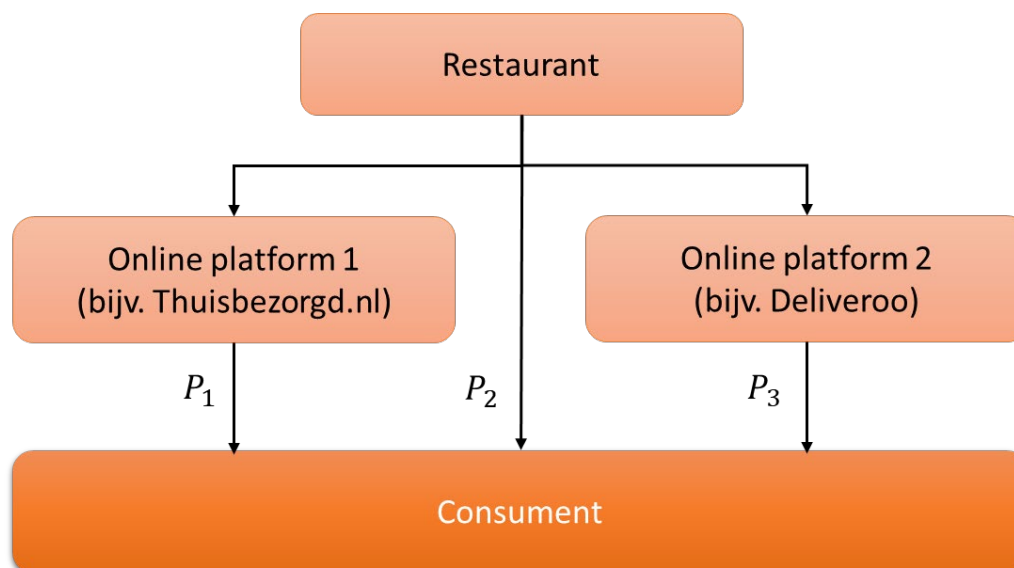 Restaurant
Online platform 1
(bijv. Thuisbezorgd.nl)
Online platform 2
(bijv. Deliveroo)
P₁
P₂
P₃
Consument